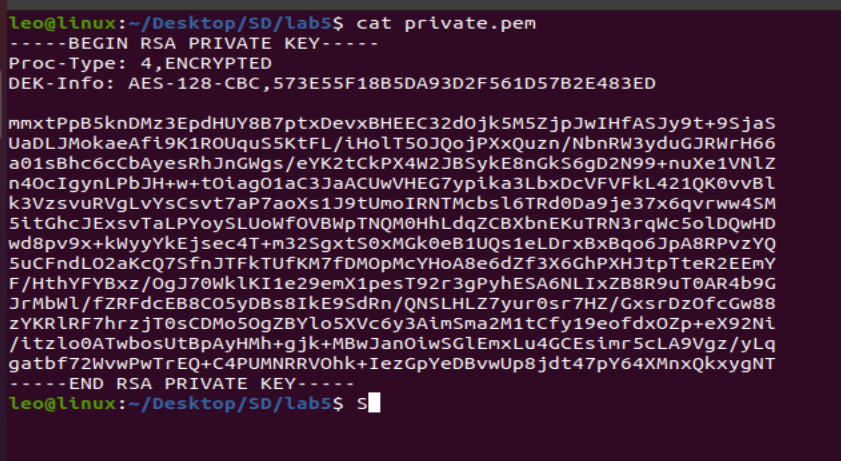 leo@linux:~/Desktop/SD/lab5$ cat private.pem
-----BEGIN RSA PRIVATE KEY-----
Proc-Type: 4,ENCRYPTED
DEK-Info: AES-128-CBC,573E55F18B5DA93D2F561D57B2E483ED
mmxtPpB5knDMz3EpdHUY8B7ptxDevxBHEEC32dOjk5M5ZjpJwIHfASJy9t+9SjaS
UaDLJMokaeAfi9K1ROUquS5KtFL/iHolT5OJQojPXxQuzn/NbnRW3yduGJRWrH66
a01sBhc6cCbAyesRhJnGWgs/eYK2tCkPX4W2JBSykE8nGkS6gD2N99+nuXe1VNlZ
n4OcIgynLPbJH+w+tOiagO1aC3JaACUwVHEG7ypika3LbxDcVFVFkL421QK0vvBl
k3VzsvuRVgLvYsCsvt7aP7aoXs1J9tUmoIRNTMcbsl6TRd0Da9je37x6qvrww4SM
5itGhcJExsvTaLPYoySLUoWfOVBWpTNQM0HhLdqZCBXbnEKuTRN3rqWc5olDQwHD
wd8pv9x+kWyyYkEjsec4T+m32SgxtS0xMGk0eB1UQs1eLDrxBxBqo6JpA8RPvzYQ
5uCFndLO2aKcQ7SfnJTFkTUfKM7fDMOpMcYHoA8e6dZf3X6GhPXHJtpTteR2EEmY
F/HthYFYBxz/OgJ70WklKI1e29emX1pesT92r3gPyhESA6NLIxZB8R9uT0AR4b9G
JrMbWl/fZRFdcEB8CO5yDBs8IkE9SdRn/QNSLHLZ7yur0sr7HZ/GxsrDzOfcGw88
zYKRlRF7hrzjT0sCDMo5OgZBYlo5XVc6y3AimSma2M1tCfy19eofdxOZp+eX92Ni
/itzlo0ATwbosUtBpAyHMh+gjk+MBwJanOiwSGlEmxLu4GCEsimr5cLA9Vgz/yLq
gatbf72WvwPwTrEQ+C4PUMNRRVOhk+IezGpYeDBvwUp8jdt47pY64XMnxQkxygNT
-----END RSA PRIVATE KEY-----
leo@linux:~/Desktop/SD/lab5$ S